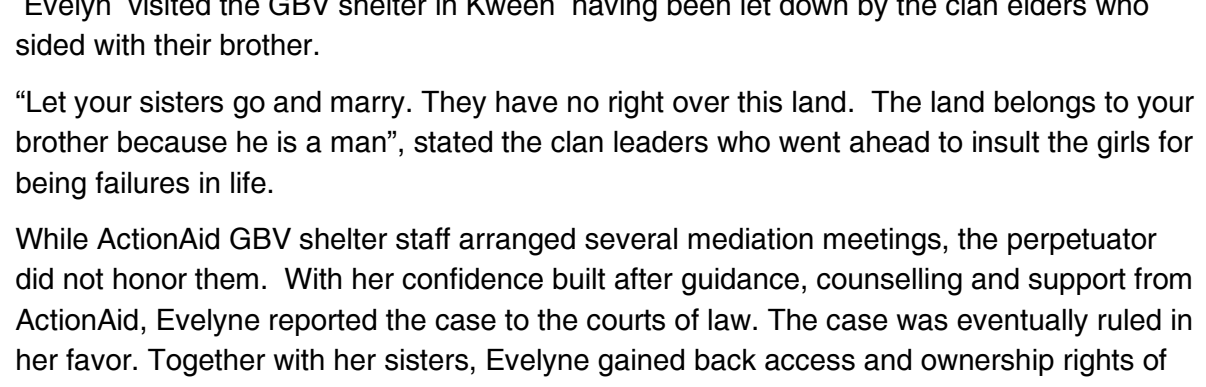 Evelyn visited the GBV shelter in Kween having been let down by the clan elders who
sided with their brother.
“Let your sisters go and marry. They have no right over this land. The land belongs to your
brother because he is a man”, stated the clan leaders who went ahead to insult the girls for
being failures in life.
While ActionAid GBV shelter staff arranged several mediation meetings, the perpetuator
did not honor them. With her confidence built after guidance, counselling and support from
ActionAid, Evelyne reported the case to the courts of law. The case was eventually ruled in
her favor. Together with her sisters, Evelyne gained back access and ownership rights of